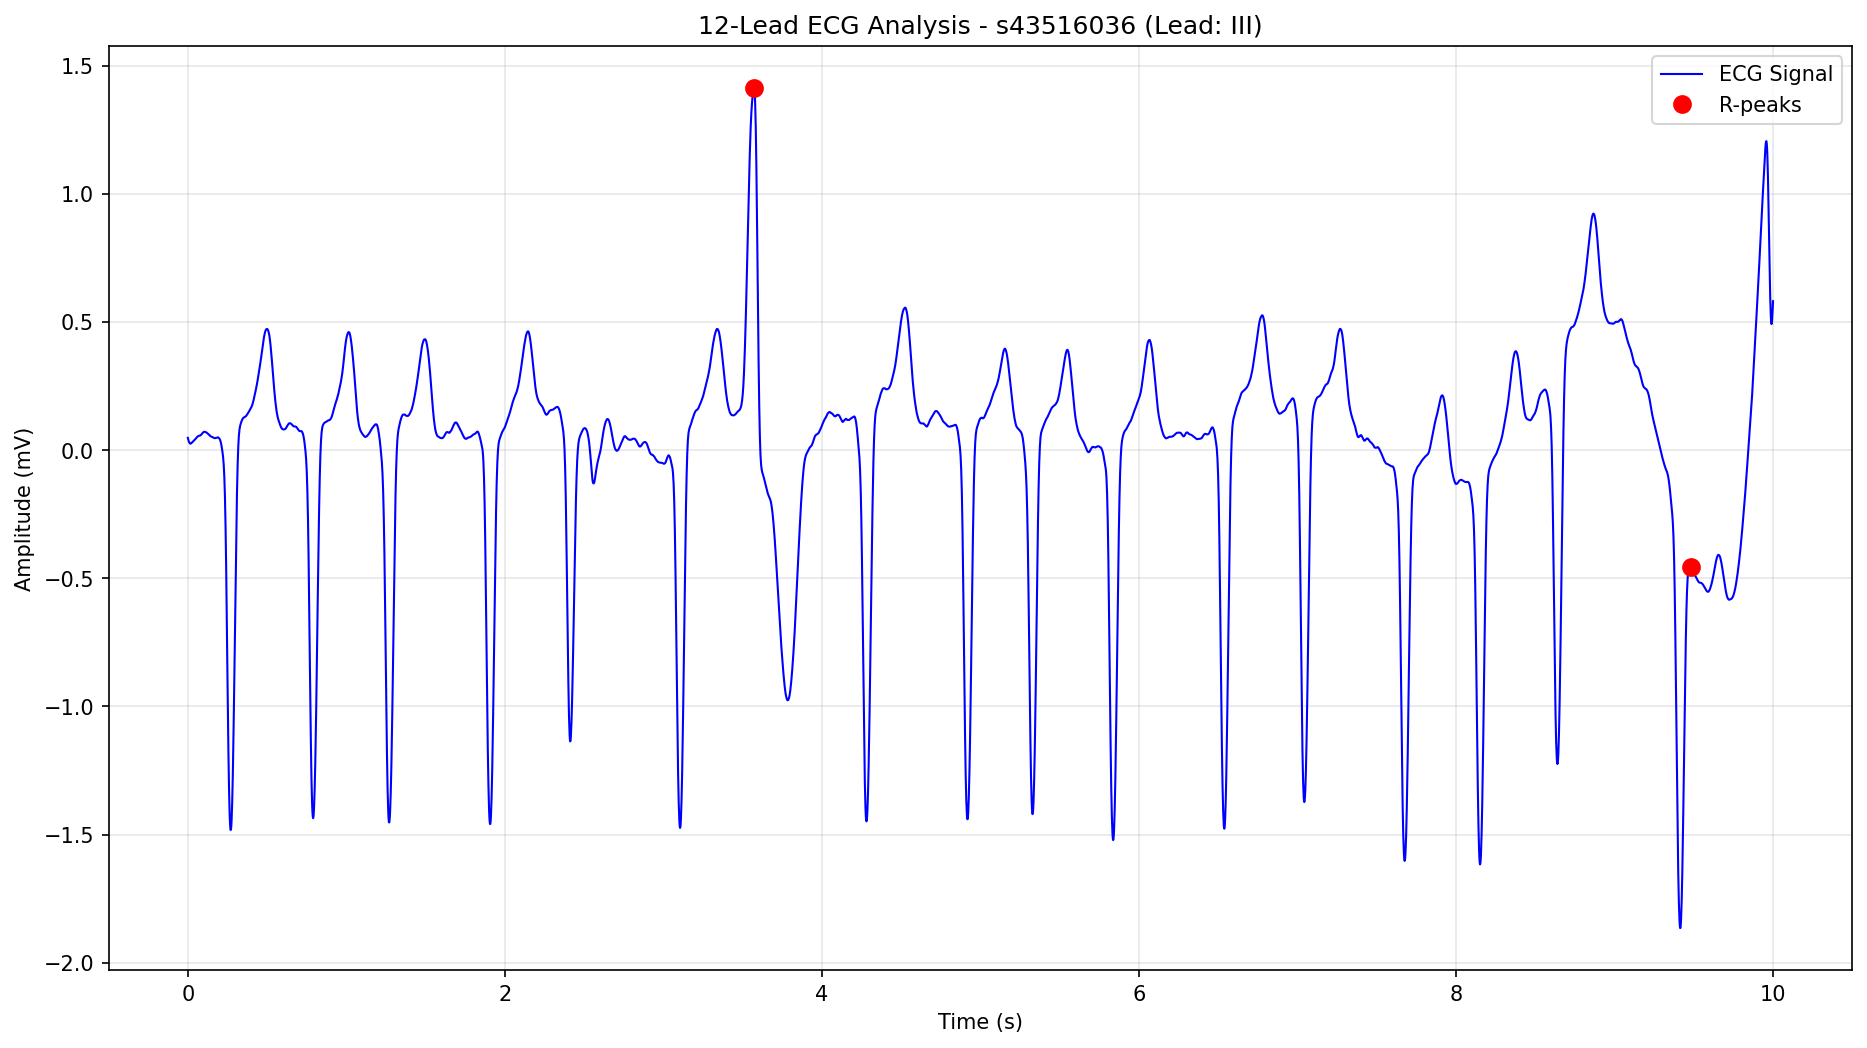 12-Lead ECG Analysis - s43516036 (Lead: III)
ECG Signal
R-peaks
Amplitude (mV)
1.5
1.0
0.5
0.0
−0.5
−1.0
−1.5
−2.0
0
2
4
6
8
10
Time (s)